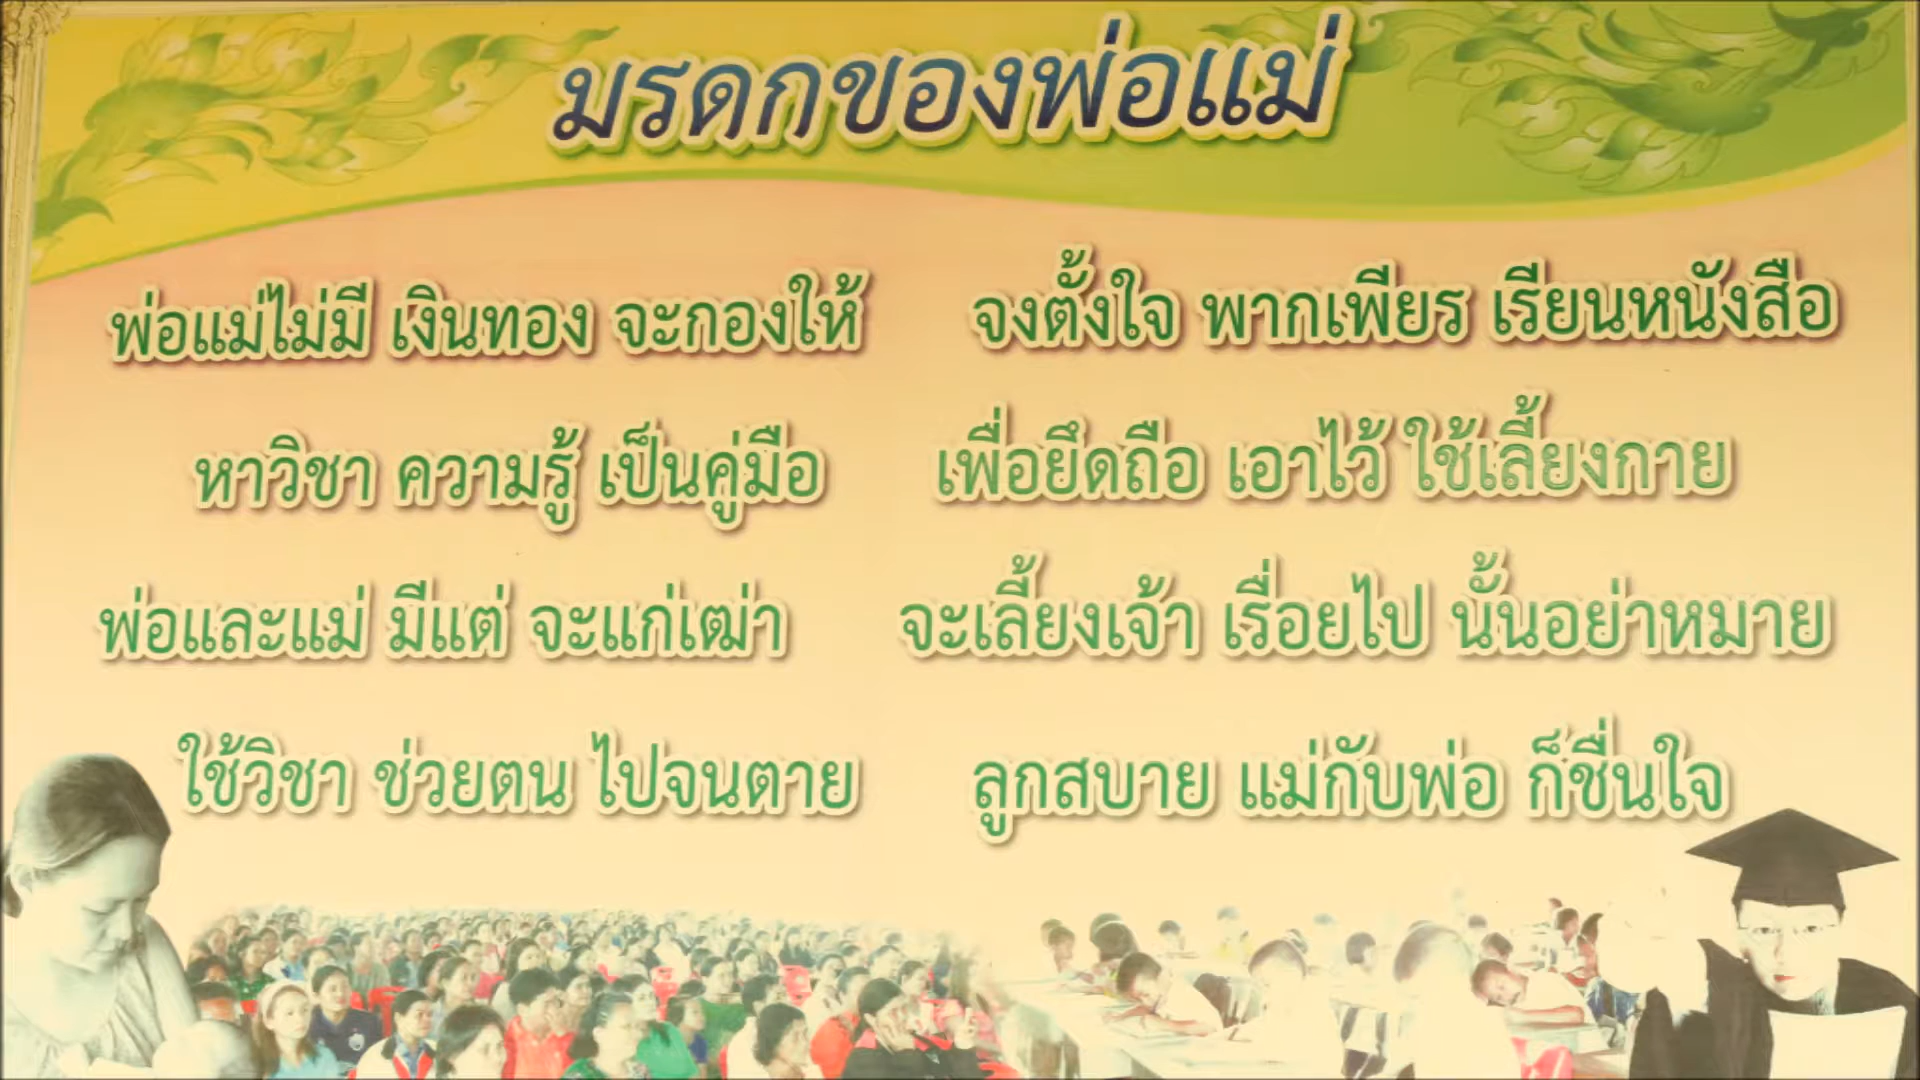 มรดกของพ่อแม่
พ่อแม่ไม่มี เงินทอง จะกองให้ จงตั้งใจ พากเพียร เรียนหนังสือ
หาวิชา ความรู้ เป็นคู่มือ เพื่อยึดถือ เอาไว้ ใช้เลี้ยงกาย
พ่อและแม่ มีแต่ จะแก่เฒ่า จะเลี้ยงเจ้า เรื่อยไป นั้นอย่าหมาย
ใช้วิชา ช่วยตน ไปจนตาย ลูกสบาย แม่กับพ่อ ก็ชื่นใจ